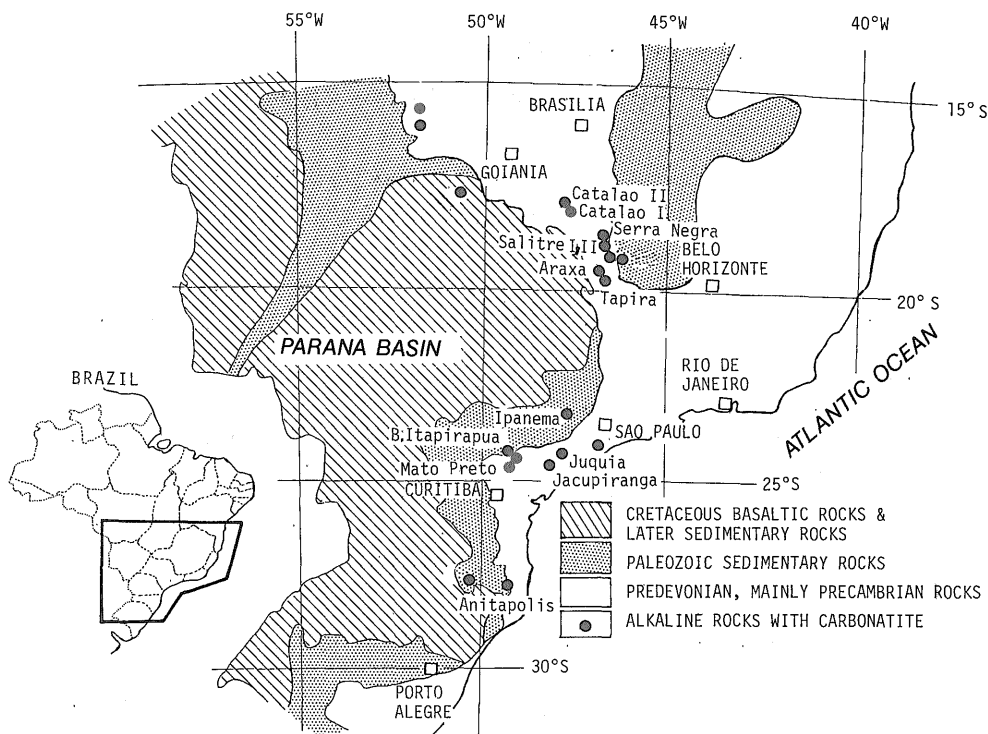 55°W
50°W
45°W
40°W
15°S
BRASILIA
GOIANIA
Catalao II
Catalao I
Serra Negra
Salitre III
BELO
HORIZONTE
Araxa
Tapira
20°S
PARANA BASIN
RIO DE
JANEIRO
ATLANTIC OCEAN
BRAZIL
Ipanema
SAO PAULO
B.Itapirapua
Mato Preto
Juquia
Jacupiranga
CURITIBA
25°S
CRETACEOUS BASALTIC ROCKS &
LATER SEDIMENTARY ROCKS
PALEOZOIC SEDIMENTARY ROCKS
PREDEVONIAN, MAINLY PRECAMBRIAN ROCKS
ALKALINE ROCKS WITH CARBONATITE
Anitapolis
30°S
PORTO
ALEGRE